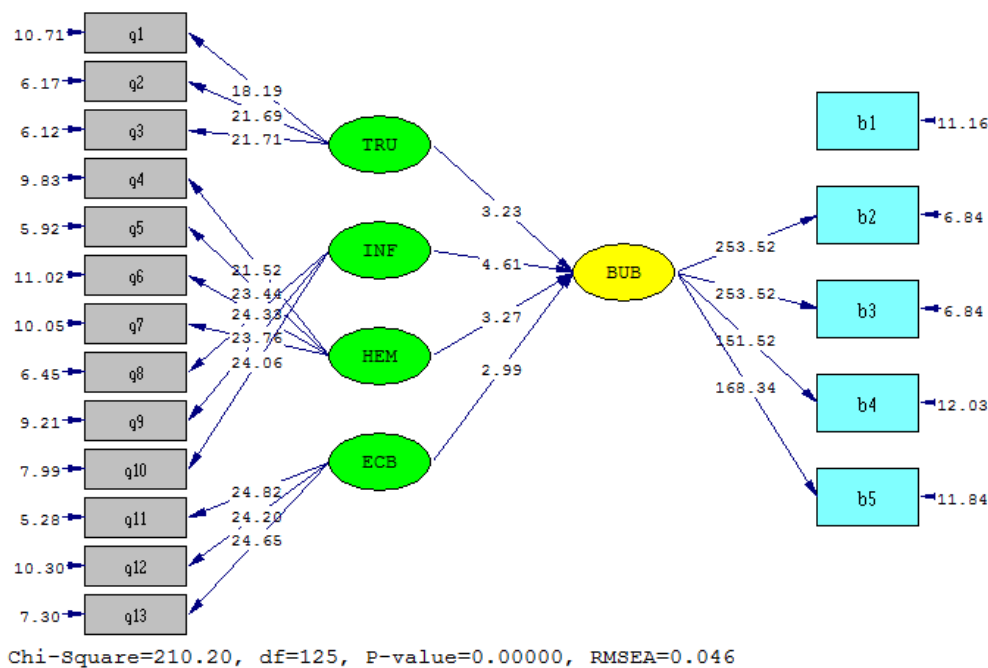 10.71 q1
6.17 q2
18.19
21.69
6.12 q3
21.71
TRU
b1 11.16
9.83 q4
5.92 q5
3.23
b2 6.84
253.52
INF
4.61
BUB
11.02 q6
21.52
23.44
24.33
253.52
b3 6.84
10.05 q7
23.76
3.27
151.52
6.45 q8
24.06
HEM
2.99
168.34
9.21 q9
b4 12.03
7.99 q10
ECB
5.28 q11
24.82
24.20
b5 11.84
24.65
10.30 q12
7.30 q13
Chi-Square=210.20, df=125, P-value=0.00000, RMSEA=0.046